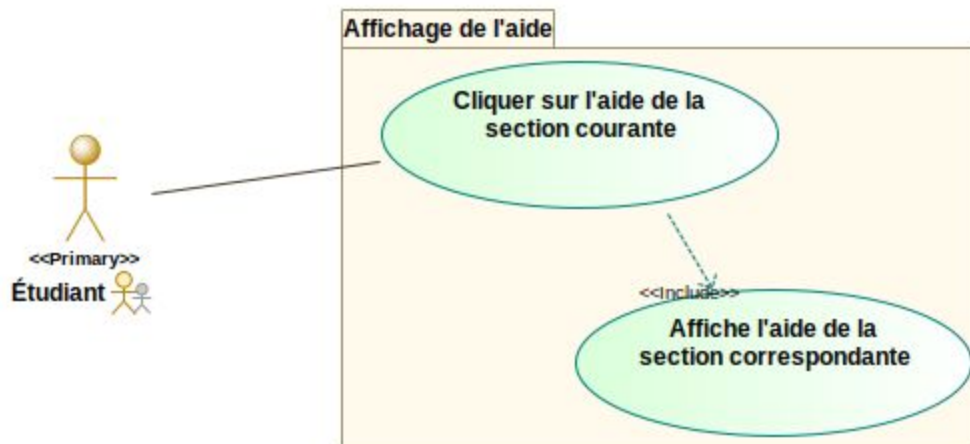 Affichage de l'aide
Cliquer sur l'aide de la
section courante
<<Primary>>
Étudiant
<<Include>>
Affiche l'aide de la
section correspondante